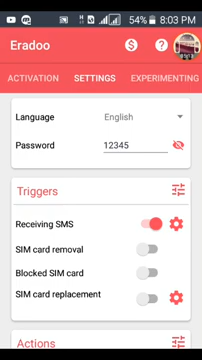 54% 8:03 PM
Eradoo
$ ?
ACTIVATION SETTINGS EXPERIMENTING
Language English
Password 12345
Triggers
Receiving SMS
SIM card removal
Blocked SIM card
SIM card replacement
Actions